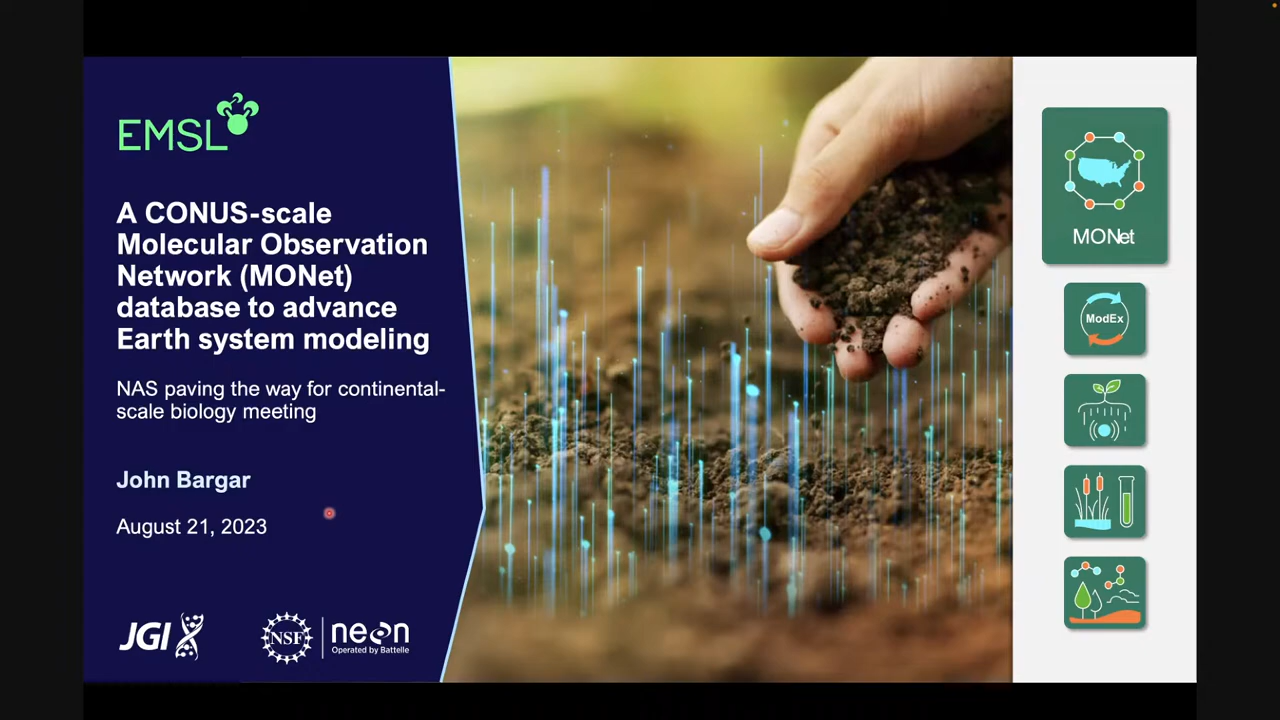 EMSL
A CONUS-scale
Molecular Observation
Network (MONet)
database to advance
Earth system modeling
NAS paving the way for continental-
scale biology meeting
John Bargar
August 21, 2023
JGI
NSF
neon
Operated by Battelle
MONet
ModEx